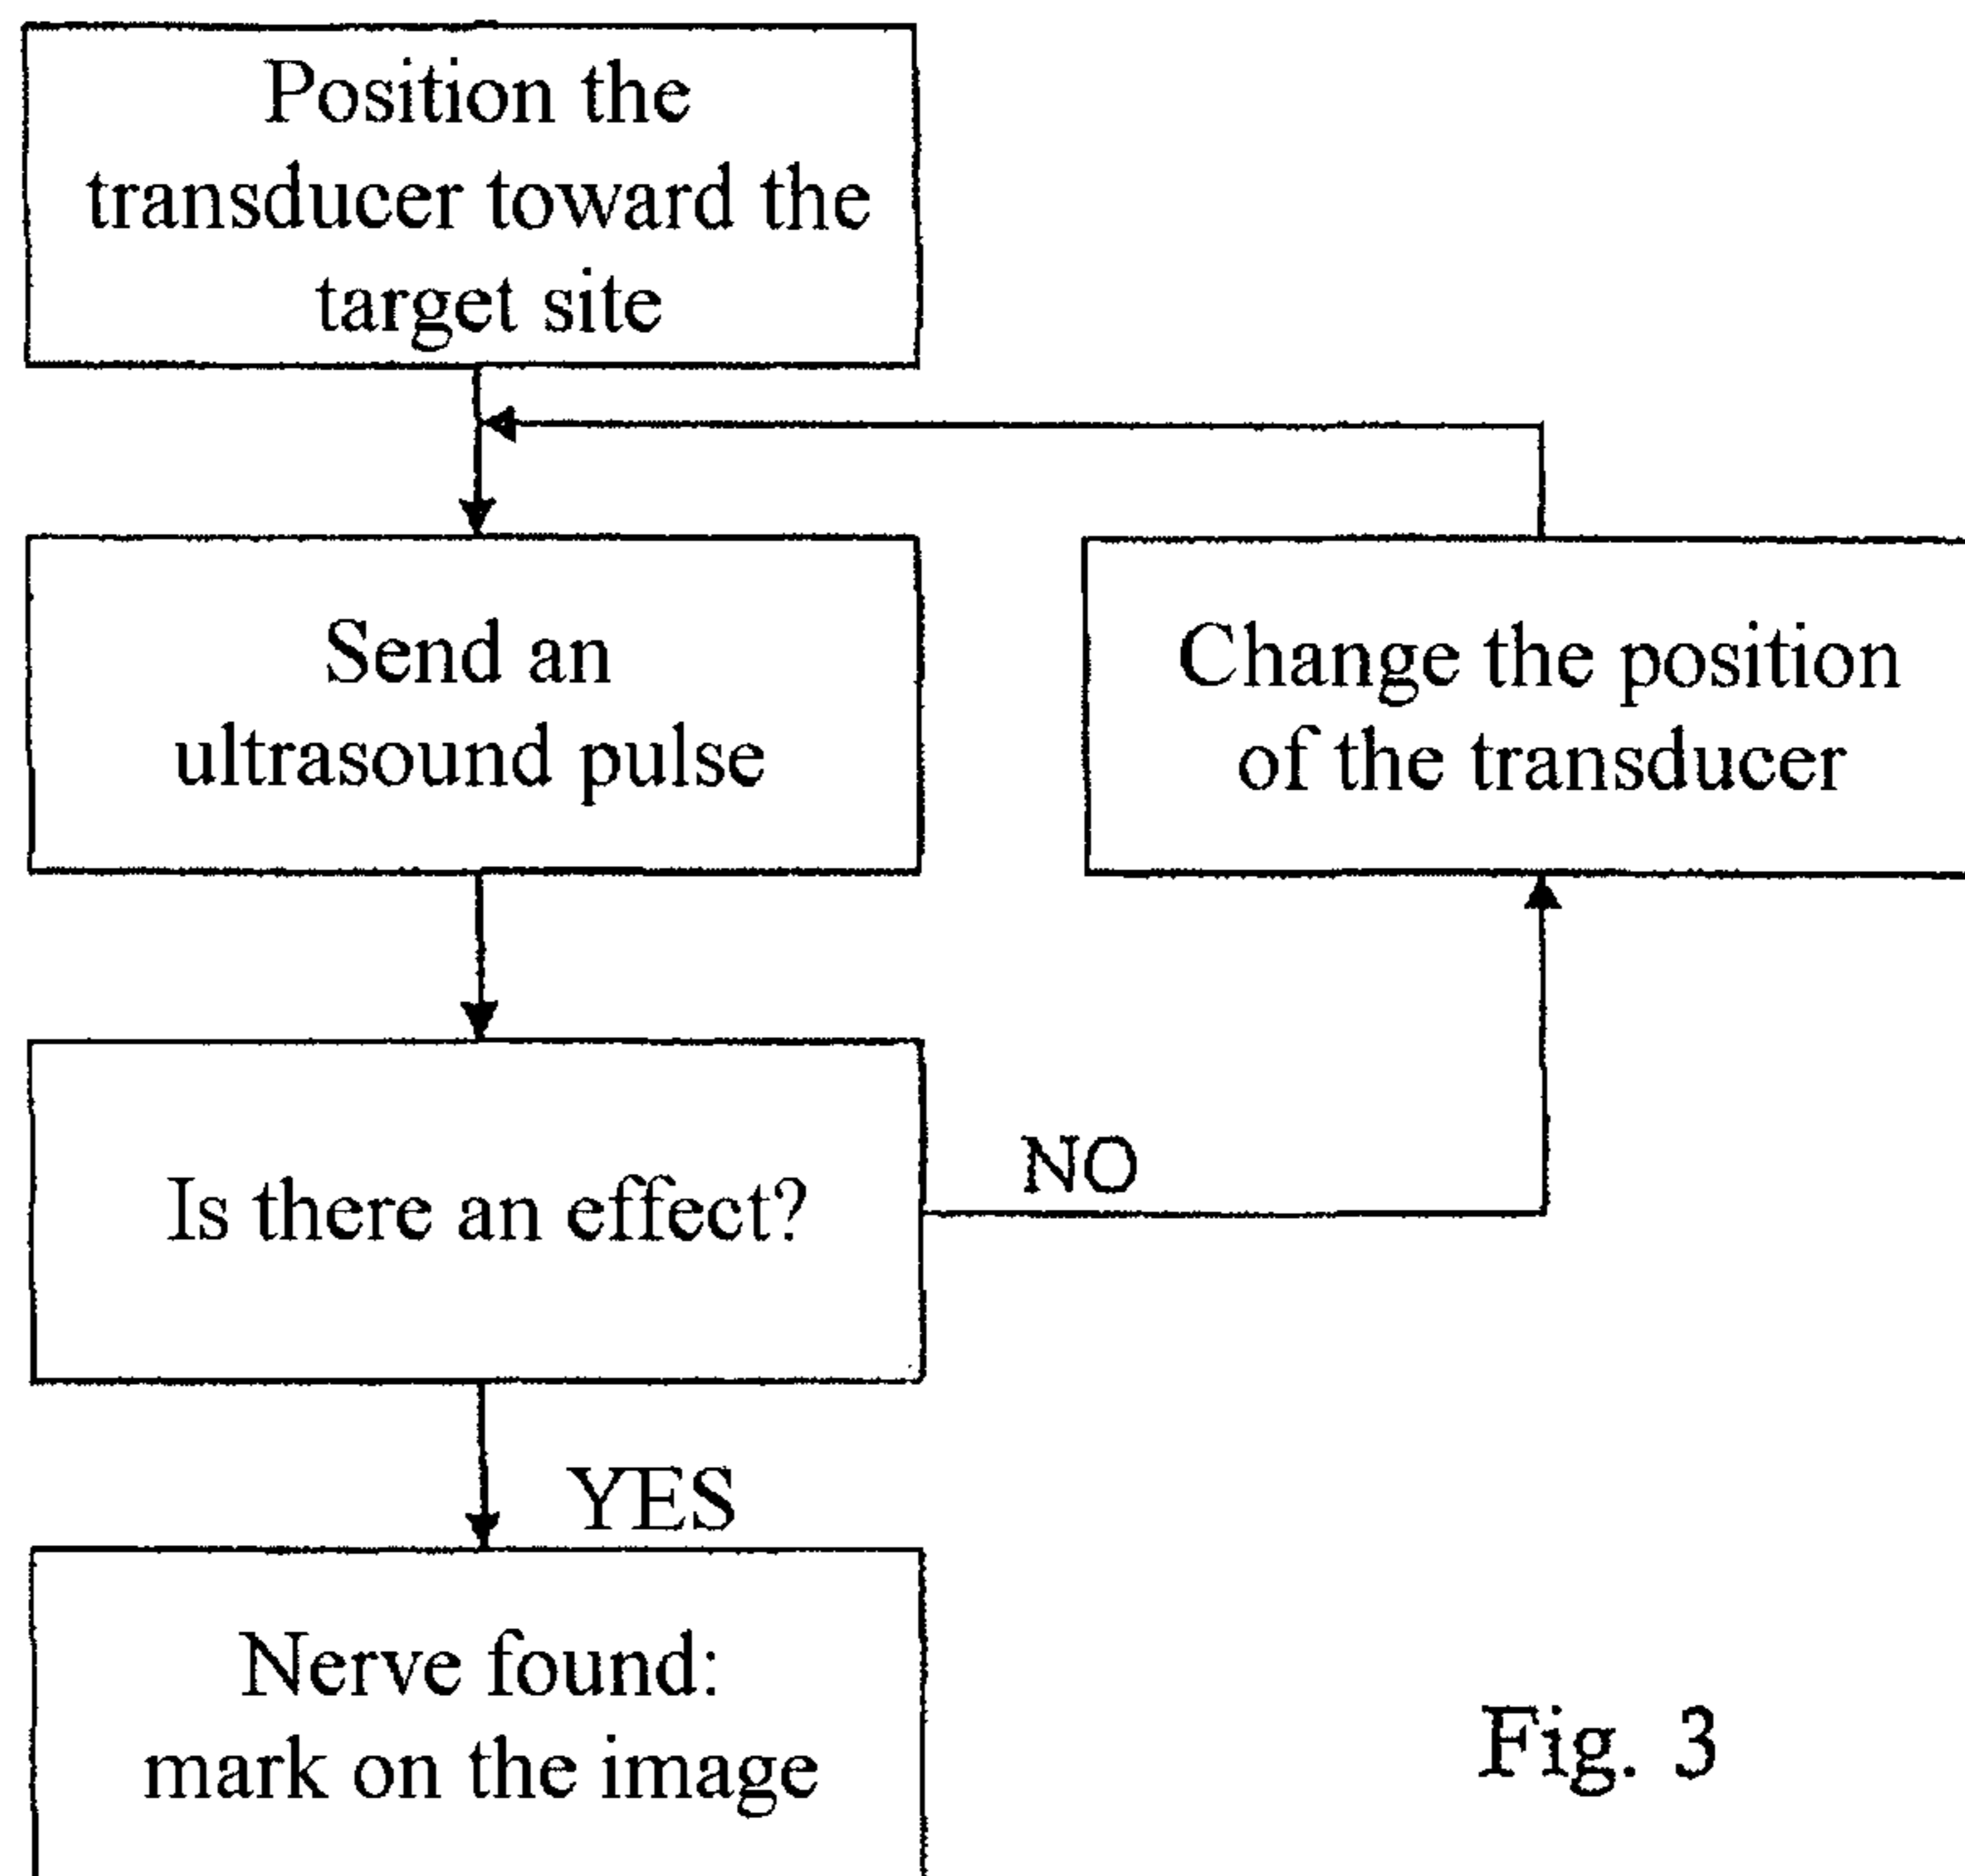 Position the
transducer toward the
target site
Send an
ultrasound pulse
Change the position
of the transducer
Is there an effect?
NO
YES
Nerve found:
mark on the image
Fig. 3